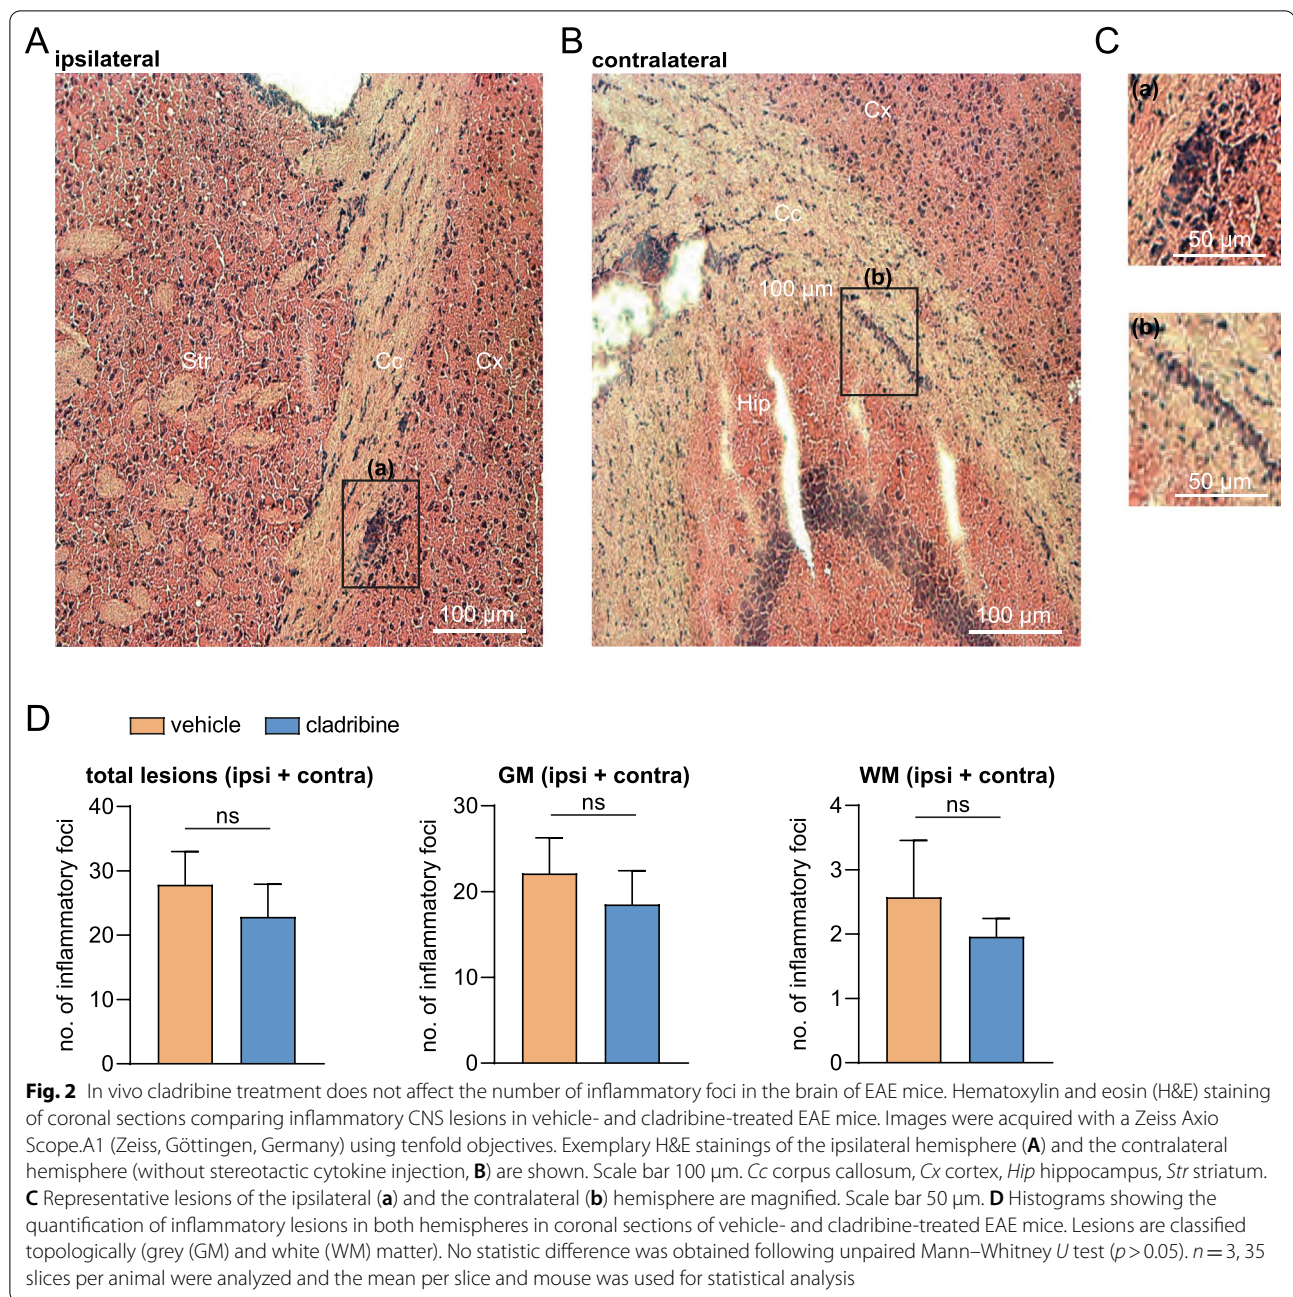 A
ipsilateral
Str
Cc
Cx
(a)
100 µm
B
contralateral
Cx
Cc
100 µm
(b)
Hip
100 µm
C
(a)
50 µm
(b)
50 µm
D
vehicle
cladribine
total lesions (ipsi + contra)
no. of inflammatory foci
40
30
20
10
0
ns
GM (ipsi + contra)
no. of inflammatory foci
30
20
10
0
ns
WM (ipsi + contra)
no. of inflammatory foci
4
3
2
1
0
ns
Fig. 2 In vivo cladribine treatment does not affect the number of inflammatory foci in the brain of EAE mice. Hematoxylin and eosin (H&E) staining
of coronal sections comparing inflammatory CNS lesions in vehicle- and cladribine-treated EAE mice. Images were acquired with a Zeiss Axio
Scope.A1 (Zeiss, Göttingen, Germany) using tenfold objectives. Exemplary H&E stainings of the ipsilateral hemisphere (A) and the contralateral
hemisphere (without stereotactic cytokine injection, B) are shown. Scale bar 100 µm. Cc corpus callosum, Cx cortex, Hip hippocampus, Str striatum.
C Representative lesions of the ipsilateral (a) and the contralateral (b) hemisphere are magnified. Scale bar 50 µm. D Histograms showing the
quantification of inflammatory lesions in both hemispheres in coronal sections of vehicle- and cladribine-treated EAE mice. Lesions are classified
topologically (grey (GM) and white (WM) matter). No statistic difference was obtained following unpaired Mann–Whitney U test (p > 0.05). n = 3, 35
slices per animal were analyzed and the mean per slice and mouse was used for statistical analysis